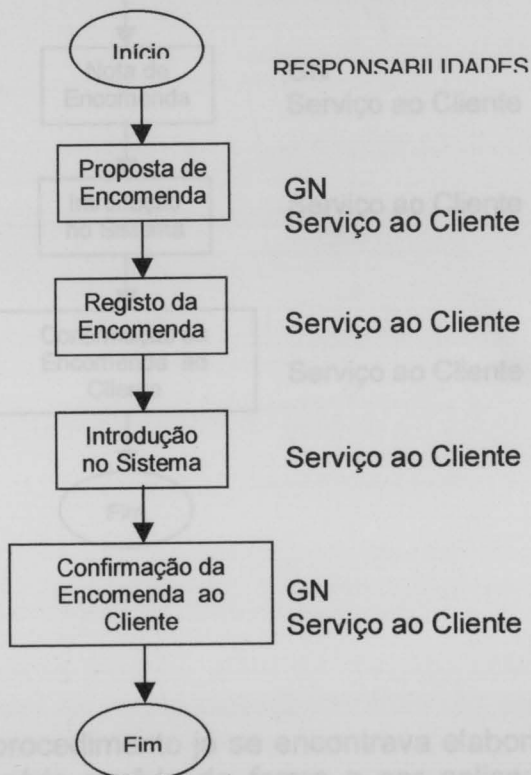 Início
RESPONSABILIDADES
Proposta de
Encomenda
GN
Serviço ao Cliente
Registo da
Encomenda
Serviço ao Cliente
Introdução
no Sistema
Serviço ao Cliente
Confirmação da
Encomenda ao
Cliente
GN
Serviço ao Cliente
Fim